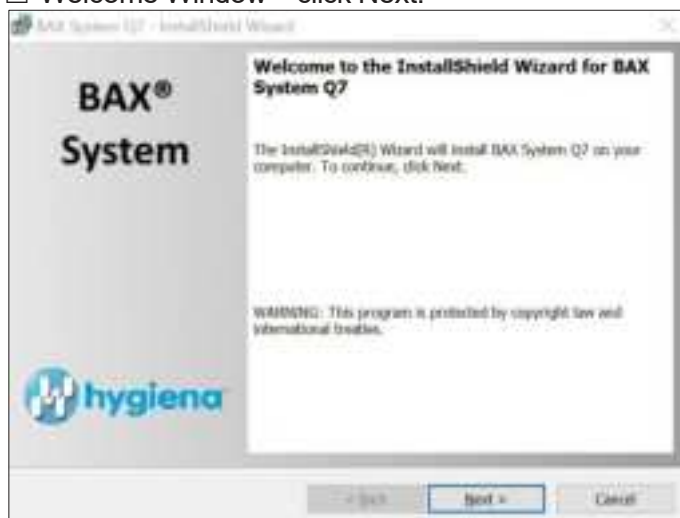 ☐ Welcome Window – click Next.
BAX System Q7 - InstallShield Wizard
BAX®
System
Welcome to the InstallShield Wizard for BAX
System Q7
The InstallShield(R) Wizard will install BAX System Q7 on your
computer. To continue, click Next.
WARNING: This program is protected by copyright law and
international treaties.
hygiena
< Back
Next >
Cancel